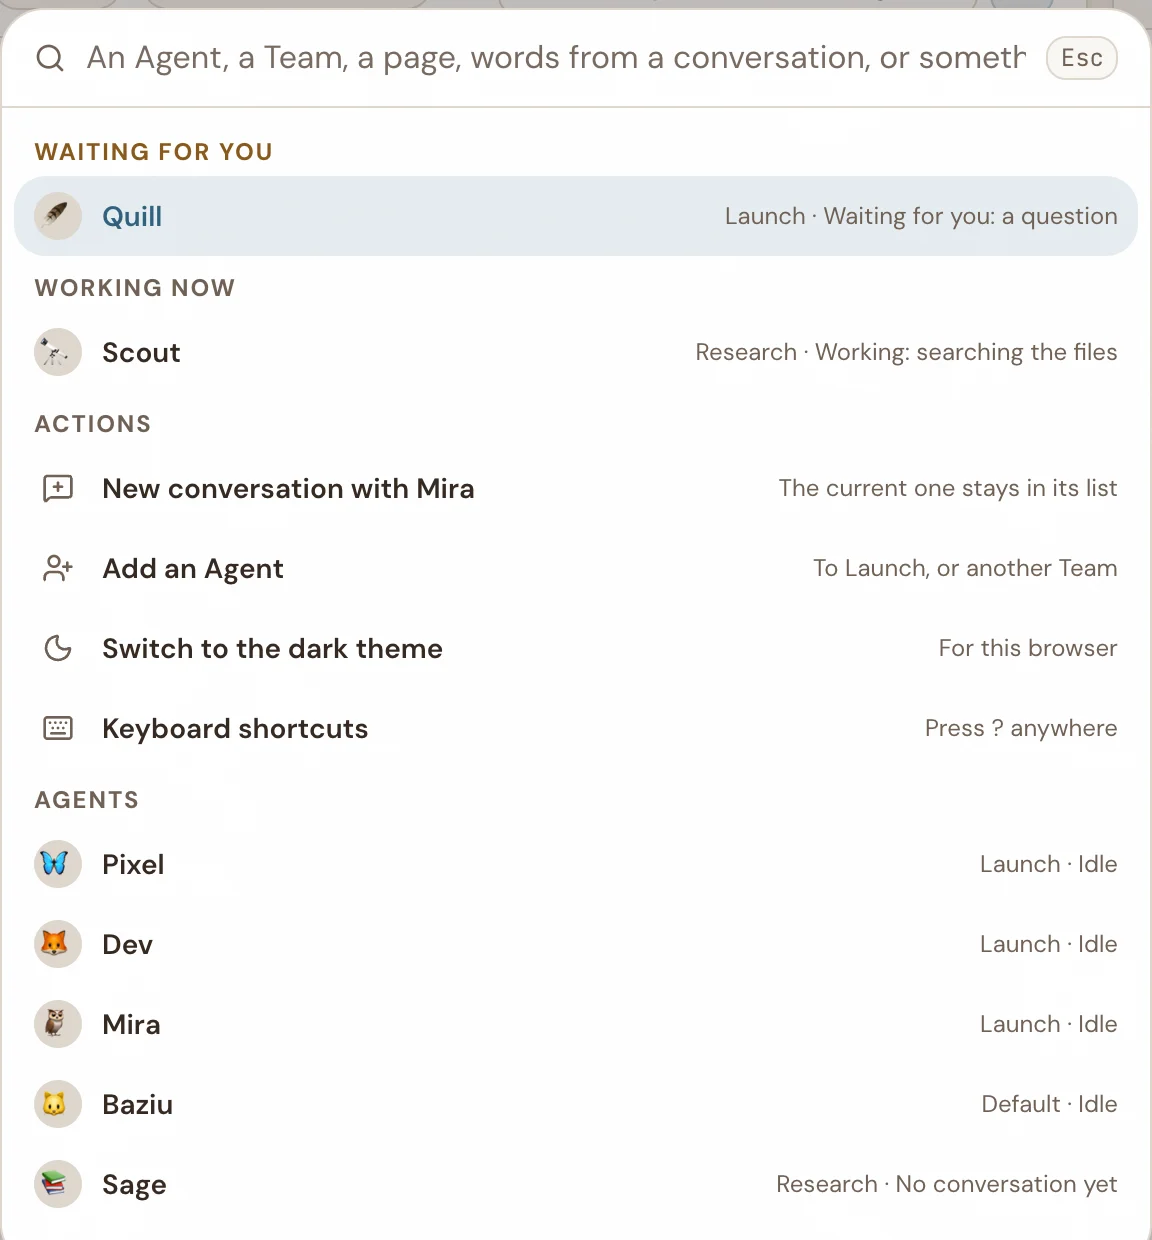 An Agent, a Team, a page, words from a conversation, or someth Esc
WAITING FOR YOU
Quill Launch · Waiting for you: a question
WORKING NOW
Scout Research · Working: searching the files
ACTIONS
New conversation with Mira The current one stays in its list
Add an Agent To Launch, or another Team
Switch to the dark theme For this browser
Keyboard shortcuts Press ? anywhere
AGENTS
Pixel Launch · Idle
Dev Launch · Idle
Mira Launch · Idle
Baziu Default · Idle
Sage Research · No conversation yet